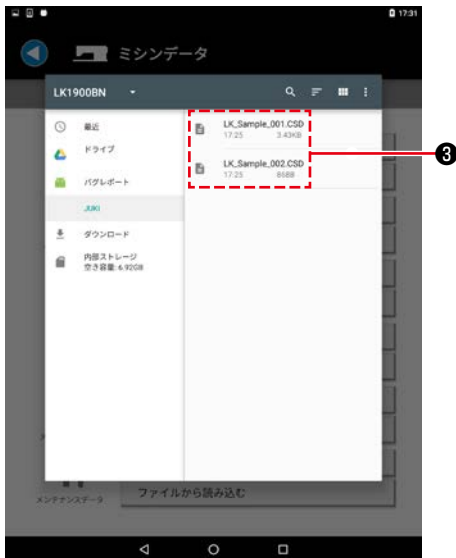 17:31
ミシンデータ
LK1900BN
最近
ドライブ
バグレポート
JUKI
ダウンロード
内部ストレージ
空き容量: 6.92GB
LK_Sample_001.CSD
17:25 3.43KB
LK_Sample_002.CSD
17:25 858B
3
メンテナンスデータ
ファイルから読み込む